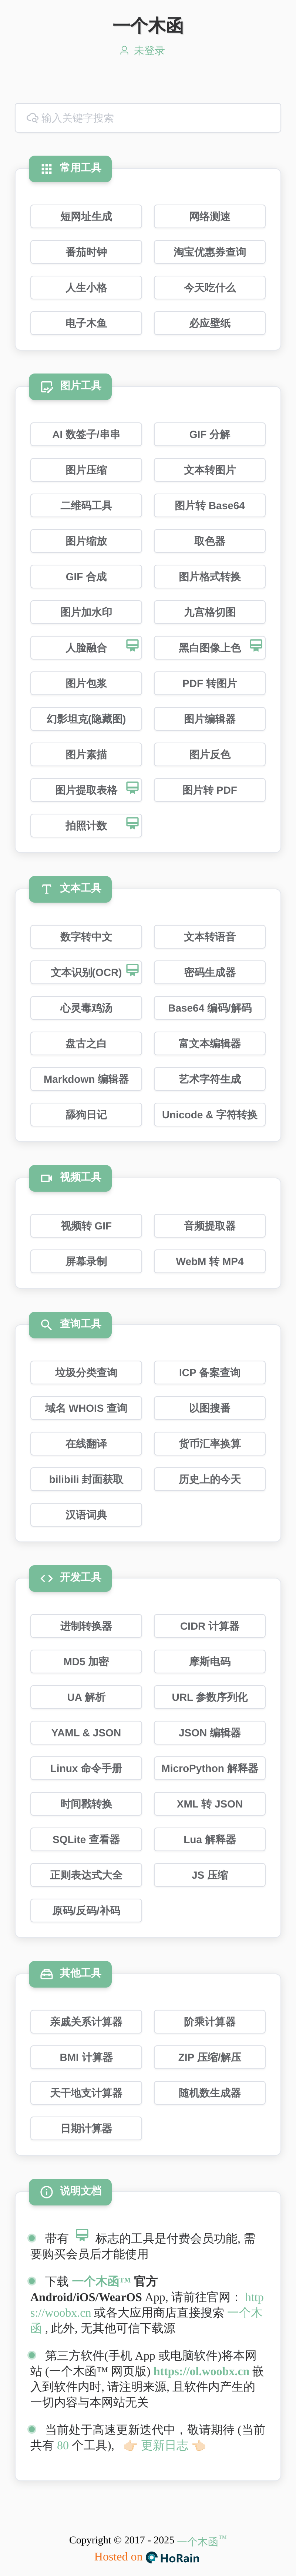 一个木函
未登录
输入关键字搜索
常用工具
短网址生成
网络测速
番茄时钟
淘宝优惠券查询
人生小格
今天吃什么
电子木鱼
必应壁纸
图片工具
AI 数签子/串串
GIF 分解
图片压缩
文本转图片
二维码工具
图片转 Base64
图片缩放
取色器
GIF 合成
图片格式转换
图片加水印
九宫格切图
人脸融合
黑白图像上色
图片包浆
PDF 转图片
幻影坦克(隐藏图)
图片编辑器
图片素描
图片反色
图片提取表格
图片转 PDF
拍照计数
文本工具
数字转中文
文本转语音
文本识别(OCR)
密码生成器
心灵毒鸡汤
Base64 编码/解码
盘古之白
富文本编辑器
Markdown 编辑器
艺术字符生成
舔狗日记
Unicode & 字符转换
视频工具
视频转 GIF
音频提取器
屏幕录制
WebM 转 MP4
查询工具
垃圾分类查询
ICP 备案查询
域名 WHOIS 查询
以图搜番
在线翻译
货币汇率换算
bilibili 封面获取
历史上的今天
汉语词典
开发工具
进制转换器
CIDR 计算器
MD5 加密
摩斯电码
UA 解析
URL 参数序列化
YAML & JSON
JSON 编辑器
Linux 命令手册
MicroPython 解释器
时间戳转换
XML 转 JSON
SQLite 查看器
Lua 解释器
正则表达式大全
JS 压缩
原码/反码/补码
其他工具
亲戚关系计算器
阶乘计算器
BMI 计算器
ZIP 压缩/解压
天干地支计算器
随机数生成器
日期计算器
说明文档
带有 标志的工具是付费会员功能, 需
要购买会员后才能使用
下载 一个木函™ 官方
Android/iOS/WearOS App, 请前往官网： http
s://woobx.cn 或各大应用商店直接搜索 一个木
函 , 此外, 无其他可信下载源
第三方软件(手机 App 或电脑软件)将本网
站 (一个木函™ 网页版) https://ol.woobx.cn 嵌
入到软件内时, 请注明来源, 且软件内产生的
一切内容与本网站无关
当前处于高速更新迭代中，敬请期待 (当前
共有 80 个工具), 👉🏻 更新日志 👈🏻
Copyright © 2017 - 2025 一个木函™
Hosted on HoRain